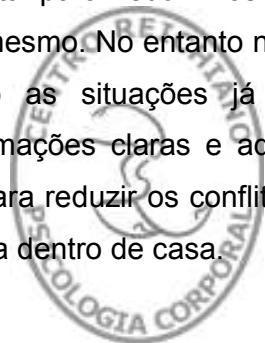 mesmo. No entanto n
as situações já
mações claras e ad
ara reduzir os conflit
a dentro de casa.
CENTRO REICHIANO
PSICOLOGIA CORPORAL